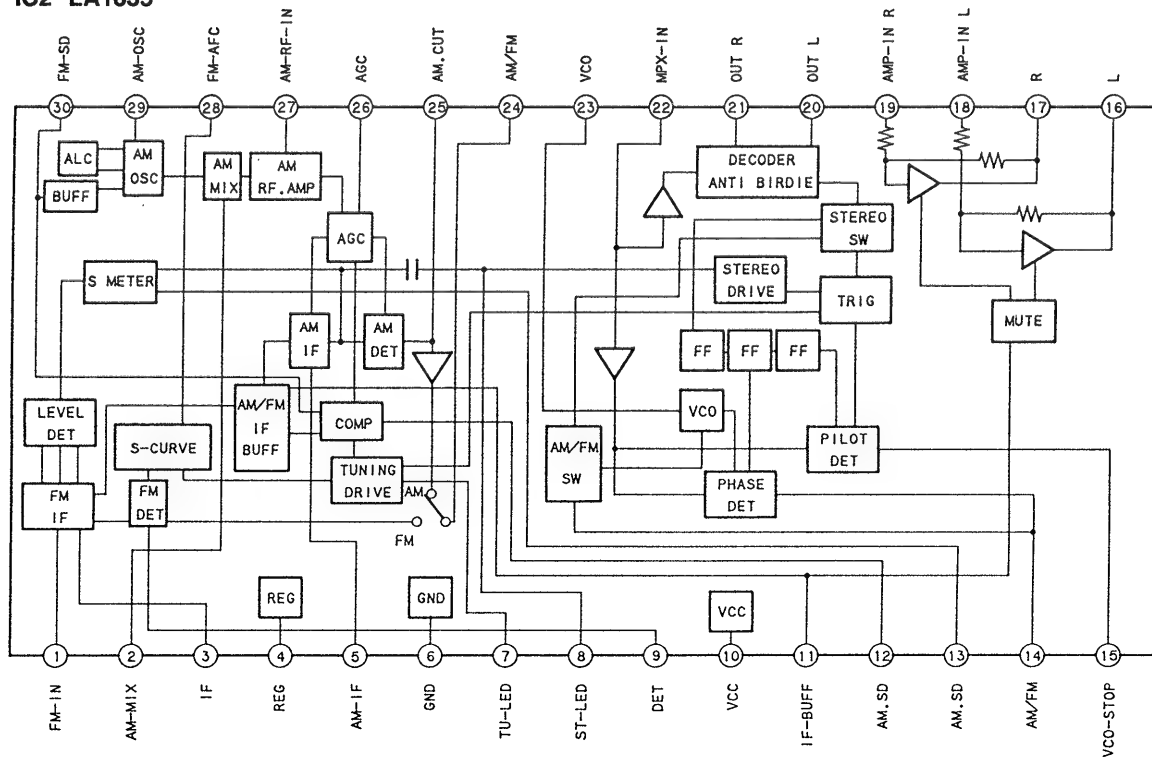 IC2 LA1835
FM-SD
AM-OSC
FM-AFC
AM-RF-IN
AGC
AM.CUT
AM/FM
VCO
MPX-IN
OUT R
OUT L
AMP-IN R
AMP-IN L
R
L
30
29
28
27
26
25
24
23
22
21
20
19
18
17
16
ALC
AM
OSC
BUFF
AM
MIX
AM
RF.AMP
DECODER
ANTI BIRDIE
AGC
STEREO
SW
S METER
STEREO
DRIVE
TRIG
MUTE
AM
IF
AM
DET
FF
FF
FF
LEVEL
DET
AM/FM
IF
BUFF
COMP
VCO
S-CURVE
AM/FM
SW
PILOT
DET
TUNING
DRIVE
FM
IF
FM
DET
AM
FM
PHASE
DET
REG
GND
VCC
1
2
3
4
5
6
7
8
9
10
11
12
13
14
15
FM-IN
AM-MIX
IF
REG
AM-IF
GND
TU-LED
ST-LED
DET
VCC
IF-BUFF
AM.SD
AM.SD
AM/FM
VCO-STOP